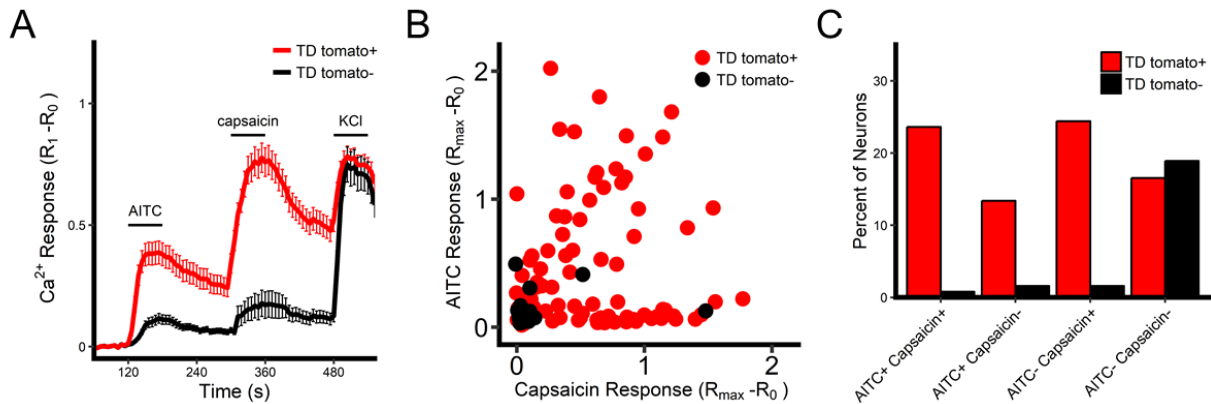 A
TD tomato+
TD tomato-
Ca2+ Response (R1 -R0)
1
0.5
0
AITC
capsaicin
KCl
120 240 360 480
Time (s)
B
TD tomato+
TD tomato-
AITC Response (Rmax -R0)
2
1
0
0 1 2
Capsaicin Response (Rmax -R0)
C
TD tomato+
TD tomato-
Percent of Neurons
30
20
10
0
AITC+ Capsaicin+
AITC+ Capsaicin-
AITC- Capsaicin+
AITC- Capsaicin-